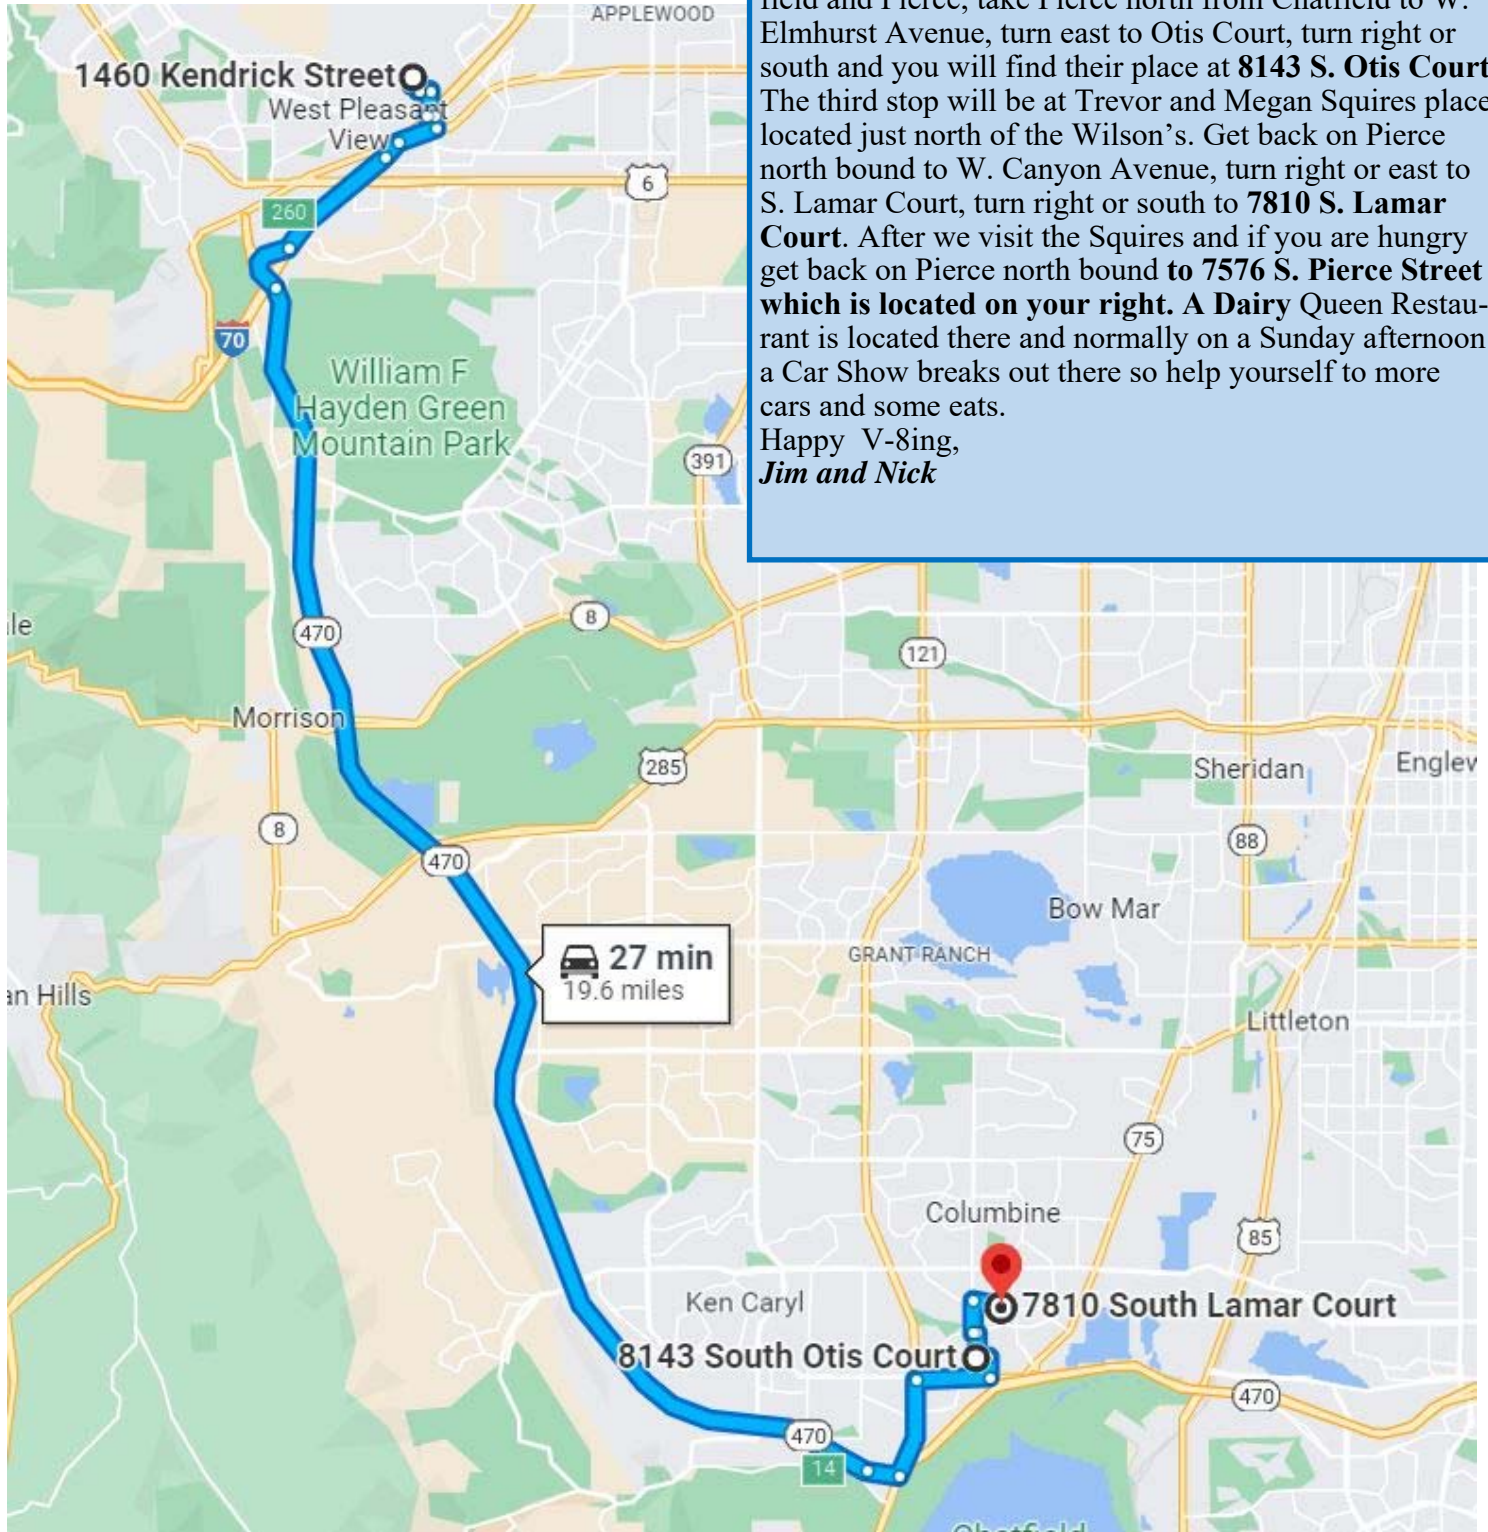 APPLEWOOD
1460 Kendrick Street
West Pleasant
View
6
260
70
William F
Hayden Green
Mountain Park
391
field and Pierce, take Pierce north from Chatfield to W.
Elmhurst Avenue, turn east to Otis Court, turn right or
south and you will find their place at 8143 S. Otis Court
The third stop will be at Trevor and Megan Squires place
located just north of the Wilson’s. Get back on Pierce
north bound to W. Canyon Avenue, turn right or east to
S. Lamar Court, turn right or south to 7810 S. Lamar
Court. After we visit the Squires and if you are hungry
get back on Pierce north bound to 7576 S. Pierce Street
which is located on your right. A Dairy Queen Restau-
rant is located there and normally on a Sunday afternoon
a Car Show breaks out there so help yourself to more
cars and some eats.
Happy V-8ing,
Jim and Nick
le
8
470
121
Morrison
285
Sheridan
Englew
8
470
88
Bow Mar
GRANT RANCH
27 min
19.6 miles
an Hills
Littleton
75
Columbine
85
Ken Caryl
7810 South Lamar Court
8143 South Otis Court
470
470
14
Chatfield